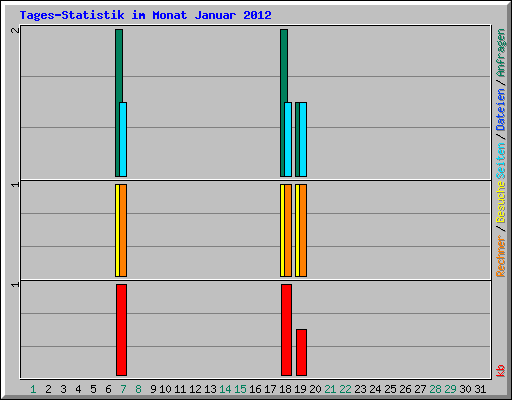 Tages-Statistik im Monat Januar 2012
2
1
1
Rechner / Besuche Seiten / Dateien / Anfragen
kb
1 2 3 4 5 6 7 8 9 10 11 12 13 14 15 16 17 18 19 20 21 22 23 24 25 26 27 28 29 30 31